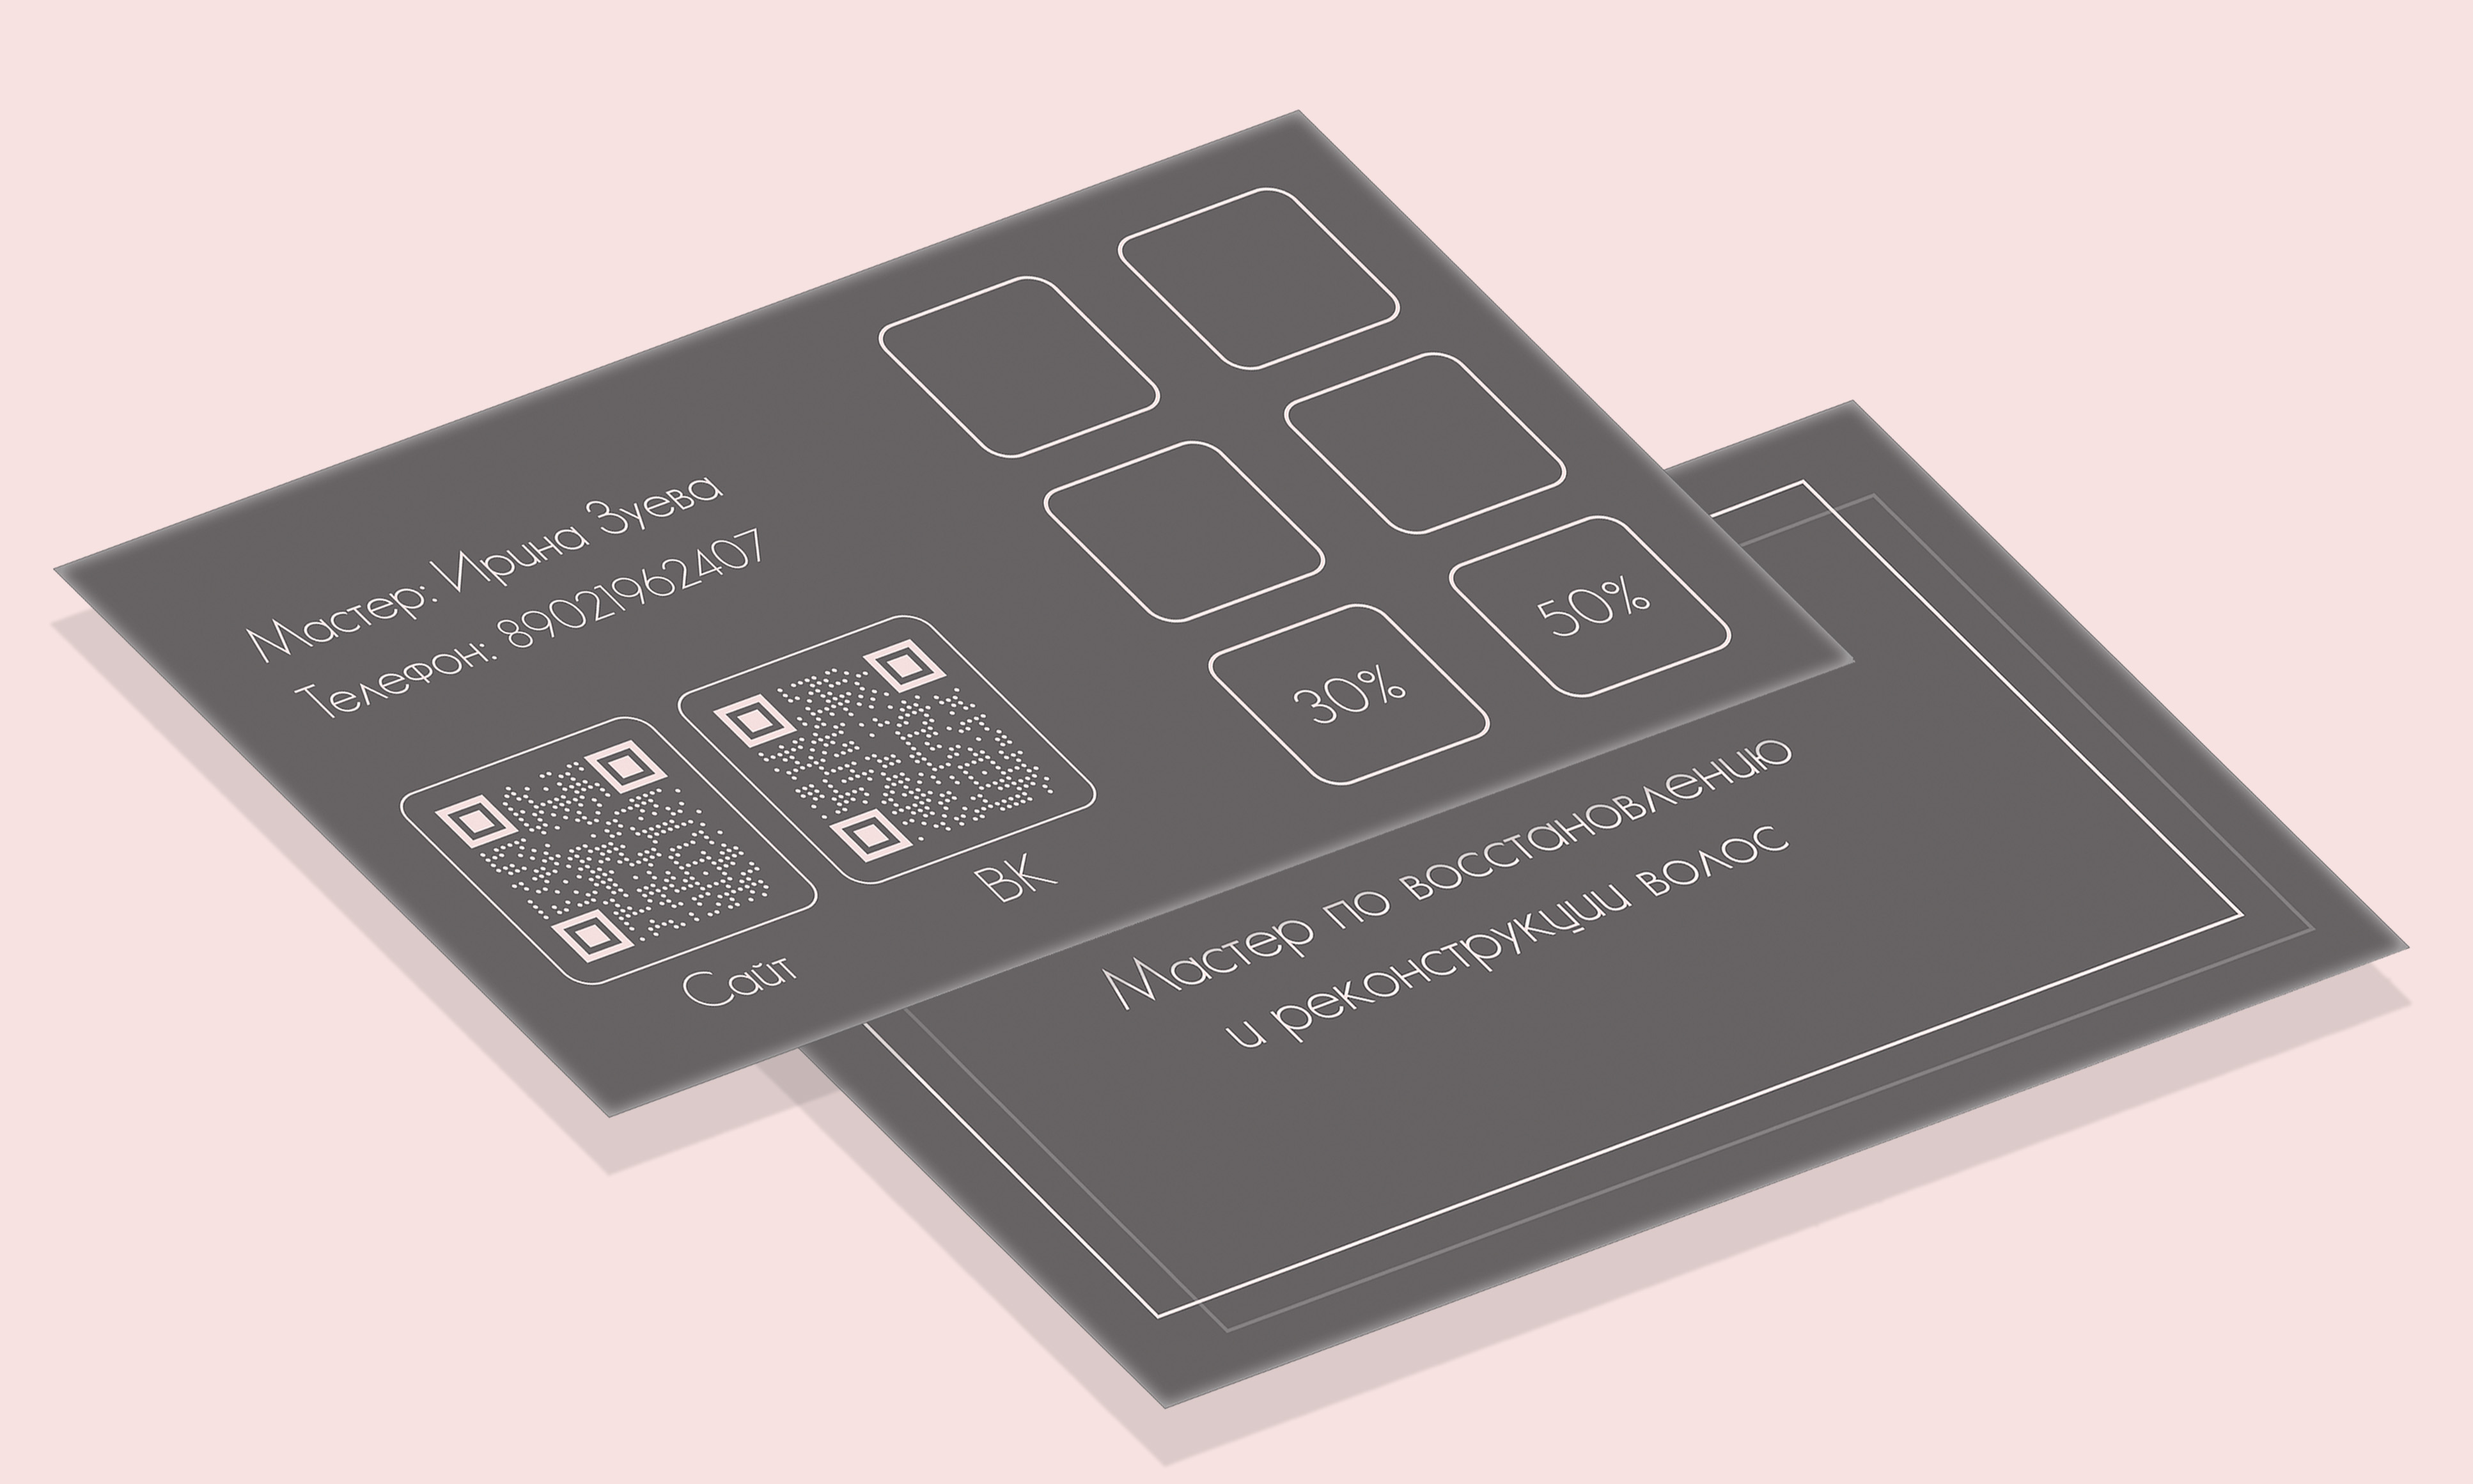 Мастер: Ирина Зуева
Телефон: 89021962407
Сайт
ВК
30%
50%
Мастер по восстановлению
и реконструкции волос